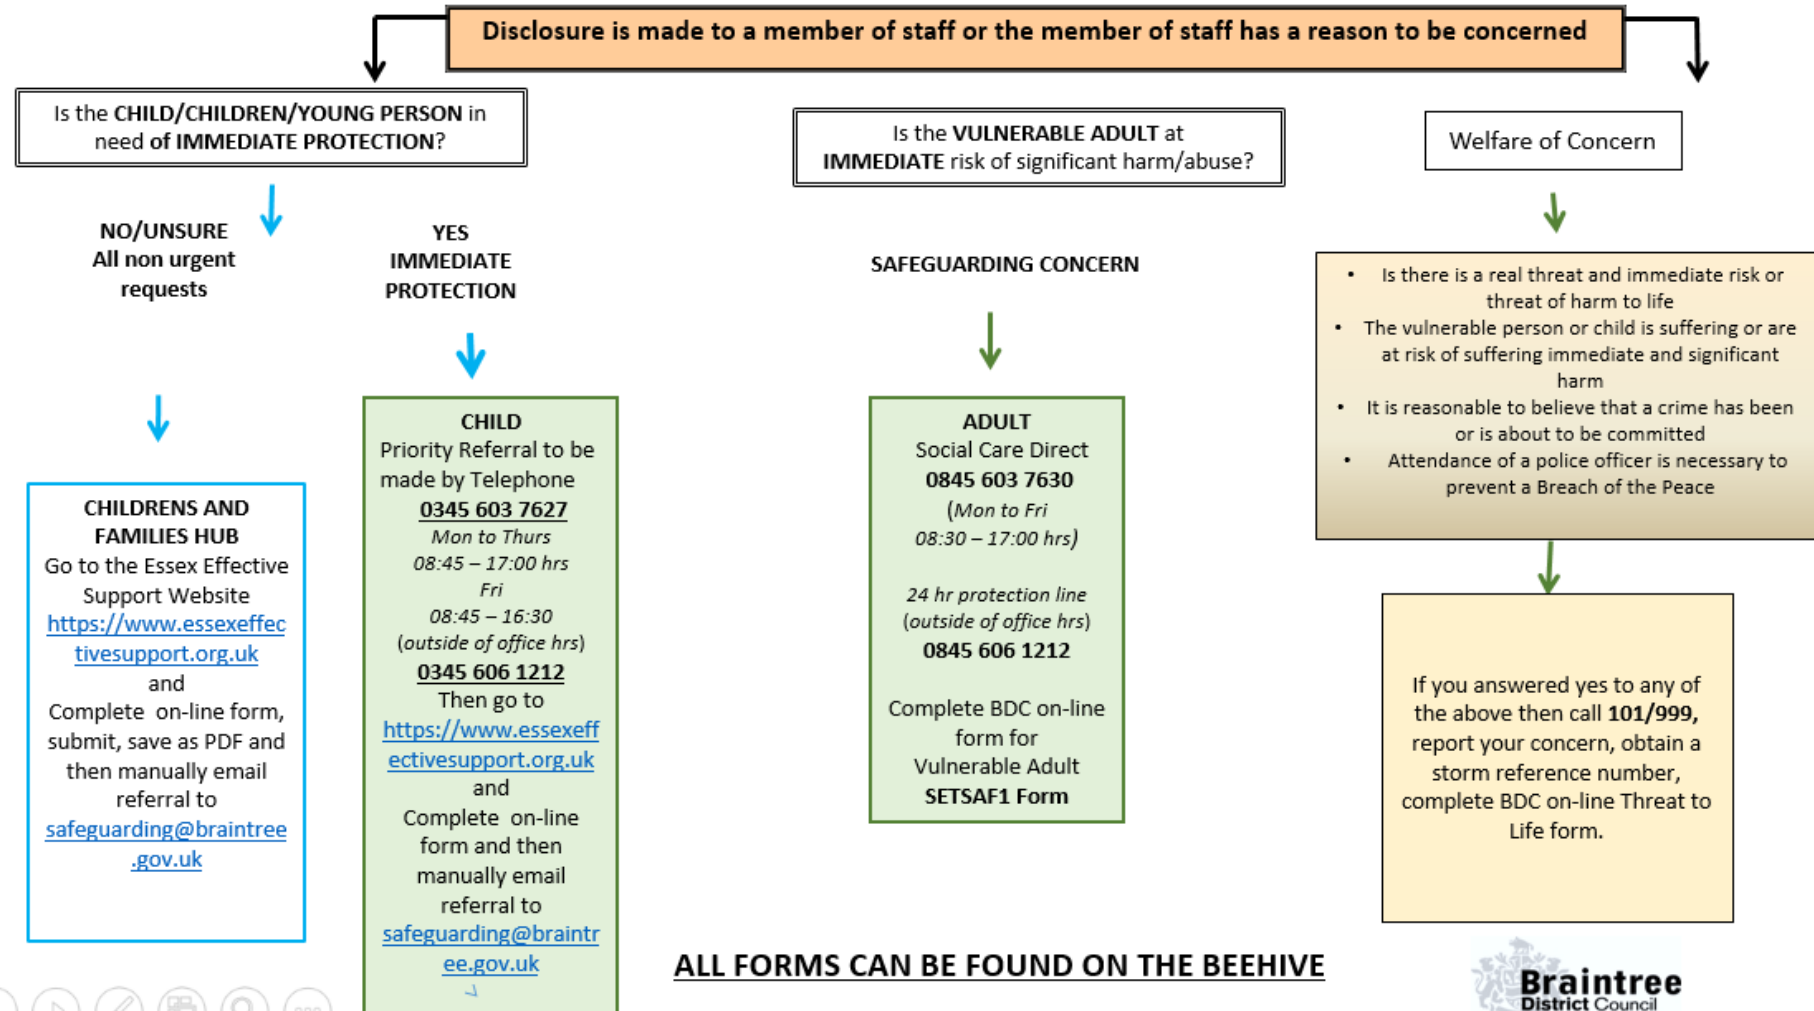 Disclosure is made to a member of staff or the member of staff has a reason to be concerned
Is the CHILD/CHILDREN/YOUNG PERSON in
need of IMMEDIATE PROTECTION?
NO/UNSURE
All non urgent
requests
CHILDRENS AND
FAMILIES HUB
Go to the Essex Effective
Support Website
https://www.essexeffec
tivesupport.org.uk
and
Complete on-line form,
submit, save as PDF and
then manually email
referral to
safeguarding@braintree
.gov.uk
YES
IMMEDIATE
PROTECTION
CHILD
Priority Referral to be
made by Telephone
0345 603 7627
Mon to Thurs
08:45 – 17:00 hrs
Fri
08:45 – 16:30
(outside of office hrs)
0345 606 1212
Then go to
https://www.essexeff
ectivesupport.org.uk
and
Complete on-line
form and then
manually email
referral to
safeguarding@braintr
ee.gov.uk
Is the VULNERABLE ADULT at
IMMEDIATE risk of significant harm/abuse?
SAFEGUARDING CONCERN
ADULT
Social Care Direct
0845 603 7630
(Mon to Fri
08:30 – 17:00 hrs)
24 hr protection line
(outside of office hrs)
0845 606 1212
Complete BDC on-line
form for
Vulnerable Adult
SETSAF1 Form
Welfare of Concern
• Is there is a real threat and immediate risk or
threat of harm to life
• The vulnerable person or child is suffering or are
at risk of suffering immediate and significant
harm
• It is reasonable to believe that a crime has been
or is about to be committed
• Attendance of a police officer is necessary to
prevent a Breach of the Peace
If you answered yes to any of
the above then call 101/999,
report your concern, obtain a
storm reference number,
complete BDC on-line Threat to
Life form.
ALL FORMS CAN BE FOUND ON THE BEEHIVE
Braintree
District Council